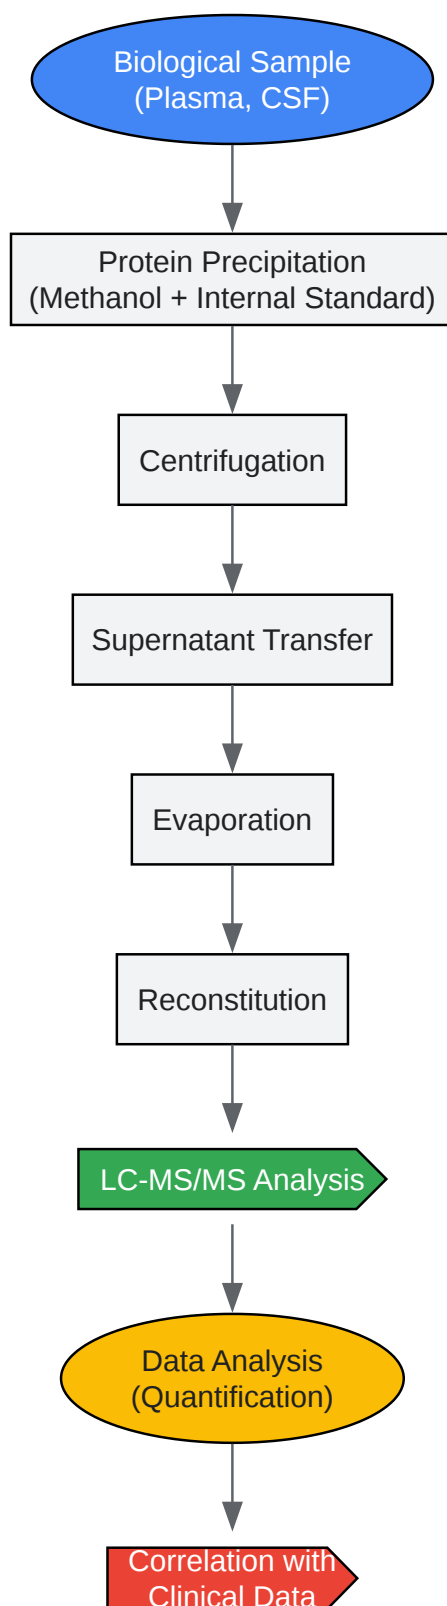 Biological Sample
(Plasma, CSF)
Protein Precipitation
(Methanol + Internal Standard)
Centrifugation
Supernatant Transfer
Evaporation
Reconstitution
LC-MS/MS Analysis
Data Analysis
(Quantification)
Correlation with
Clinical Data